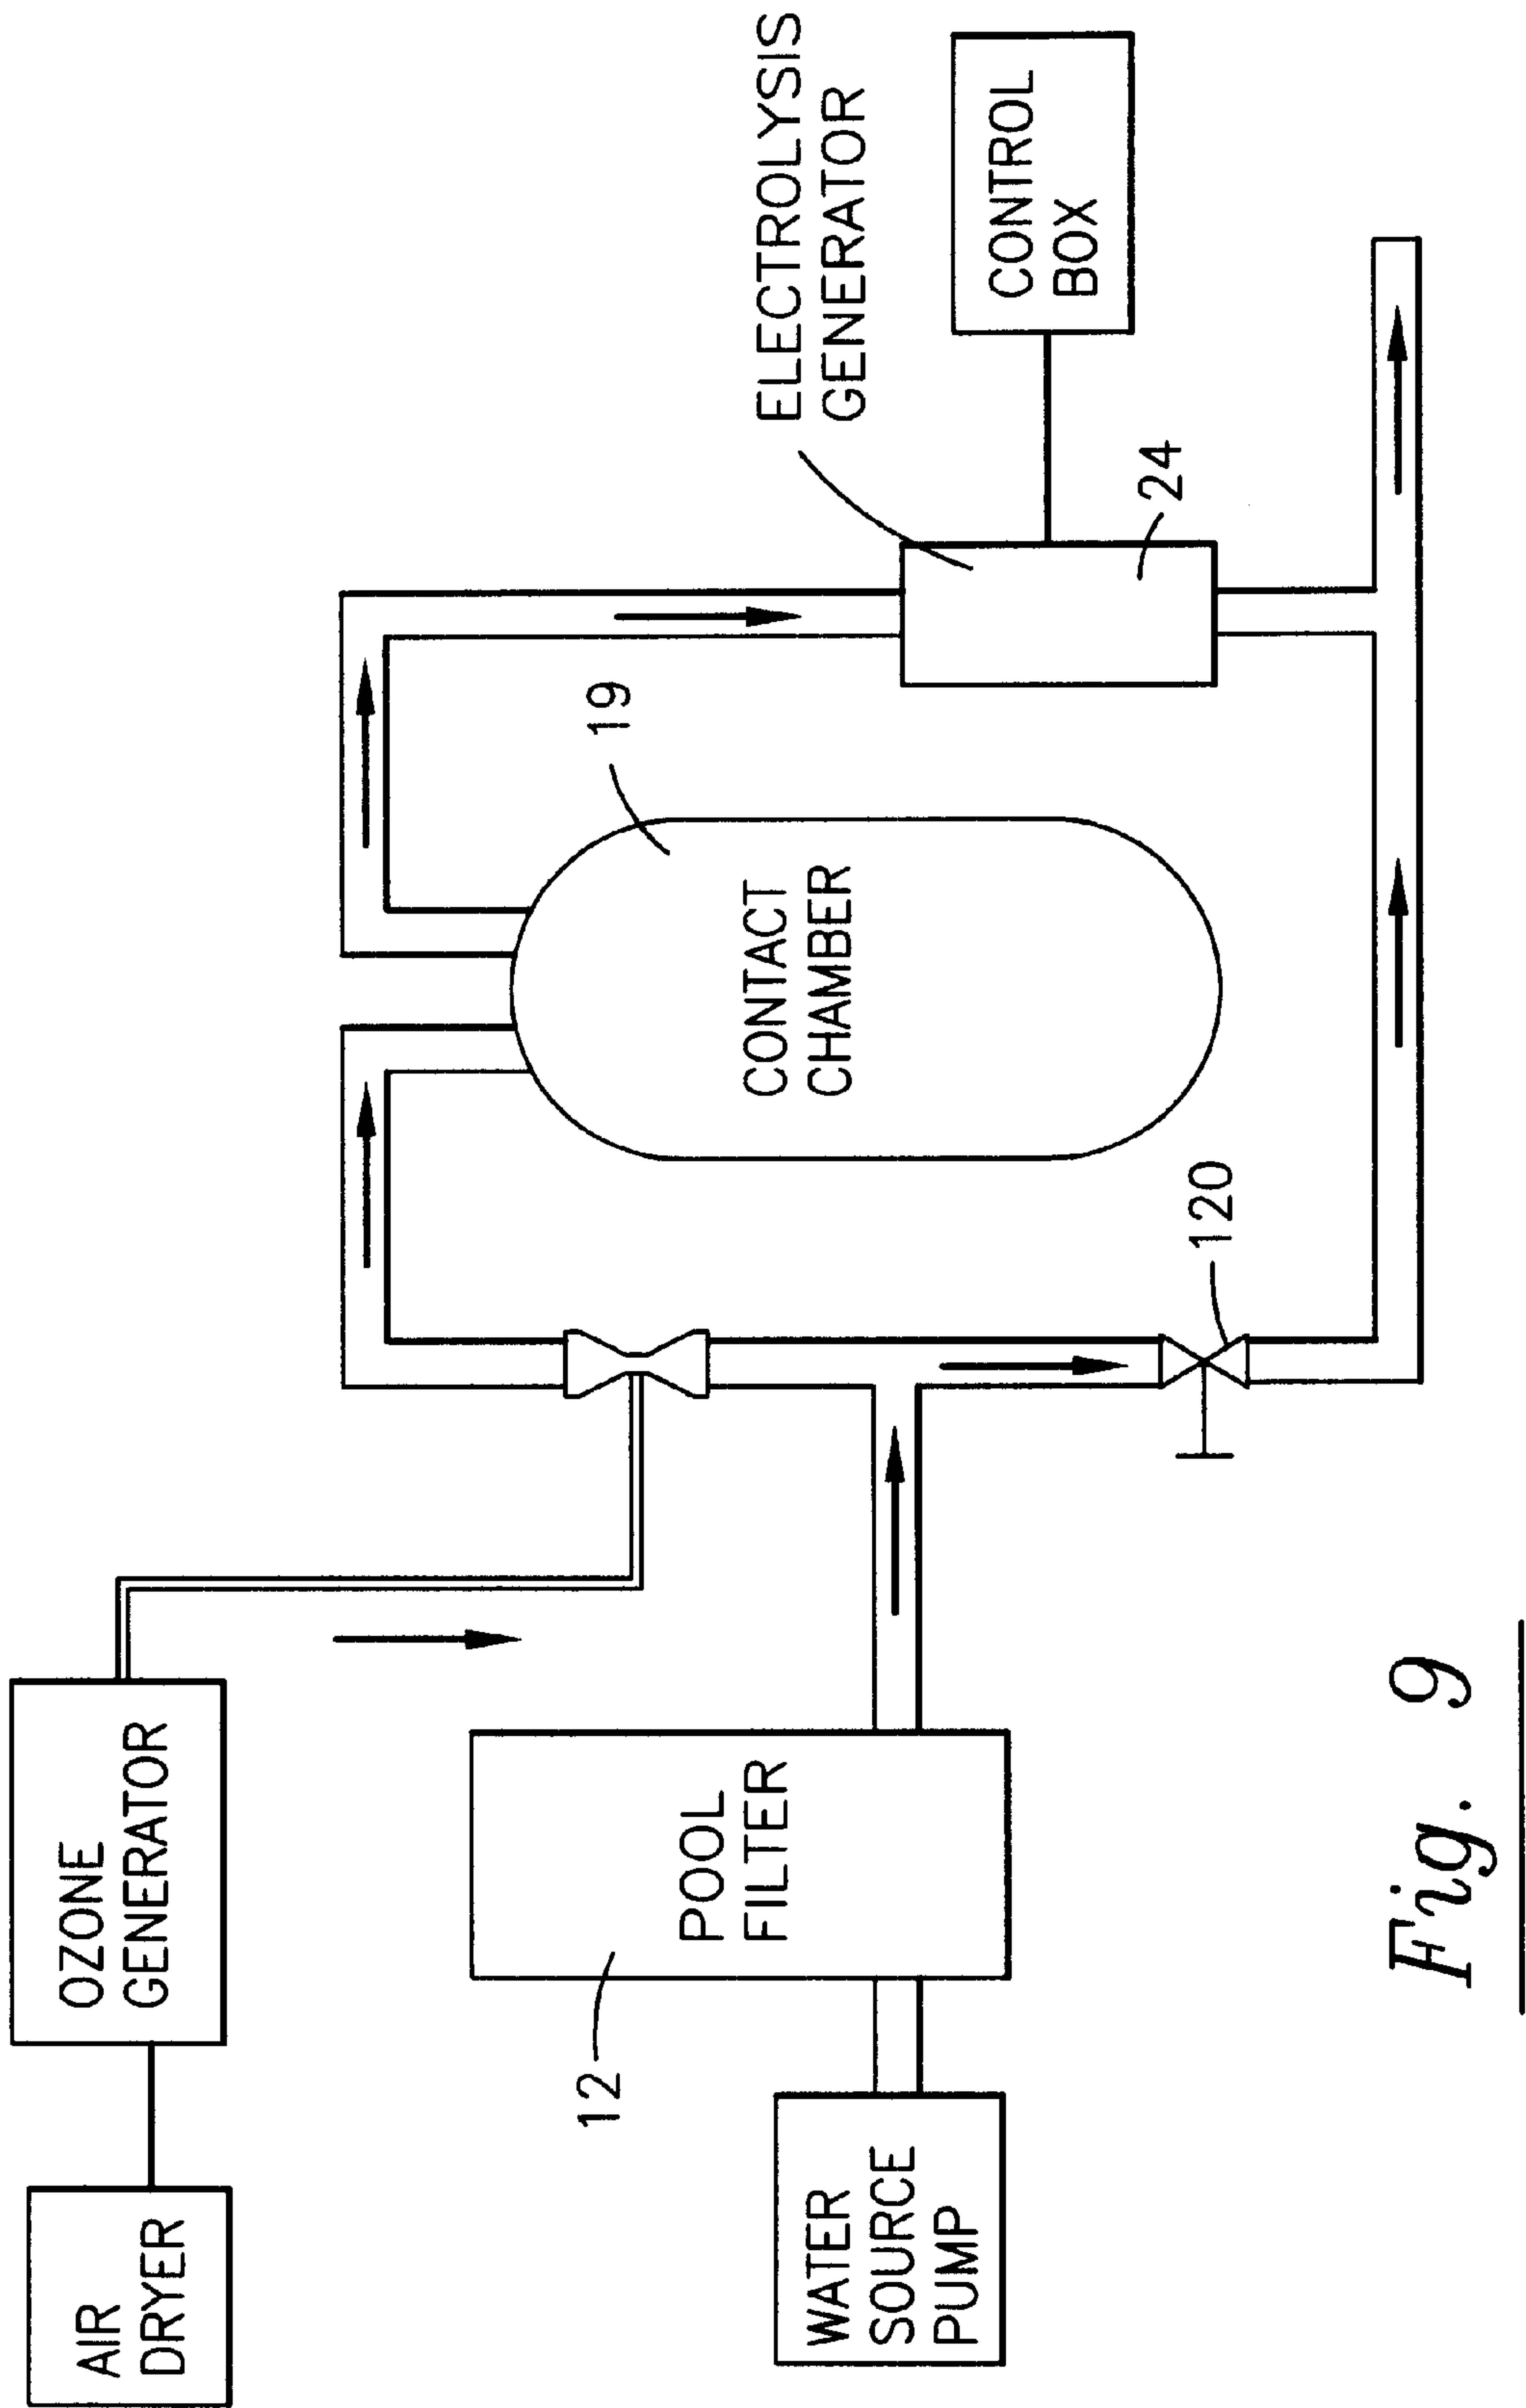 AIR
DRYER
OZONE
GENERATOR
WATER
SOURCE
PUMP
12
POOL
FILTER
120
CONTACT
CHAMBER
19
24
ELECTROLYSIS
GENERATOR
CONTROL
BOX
Fig. 9